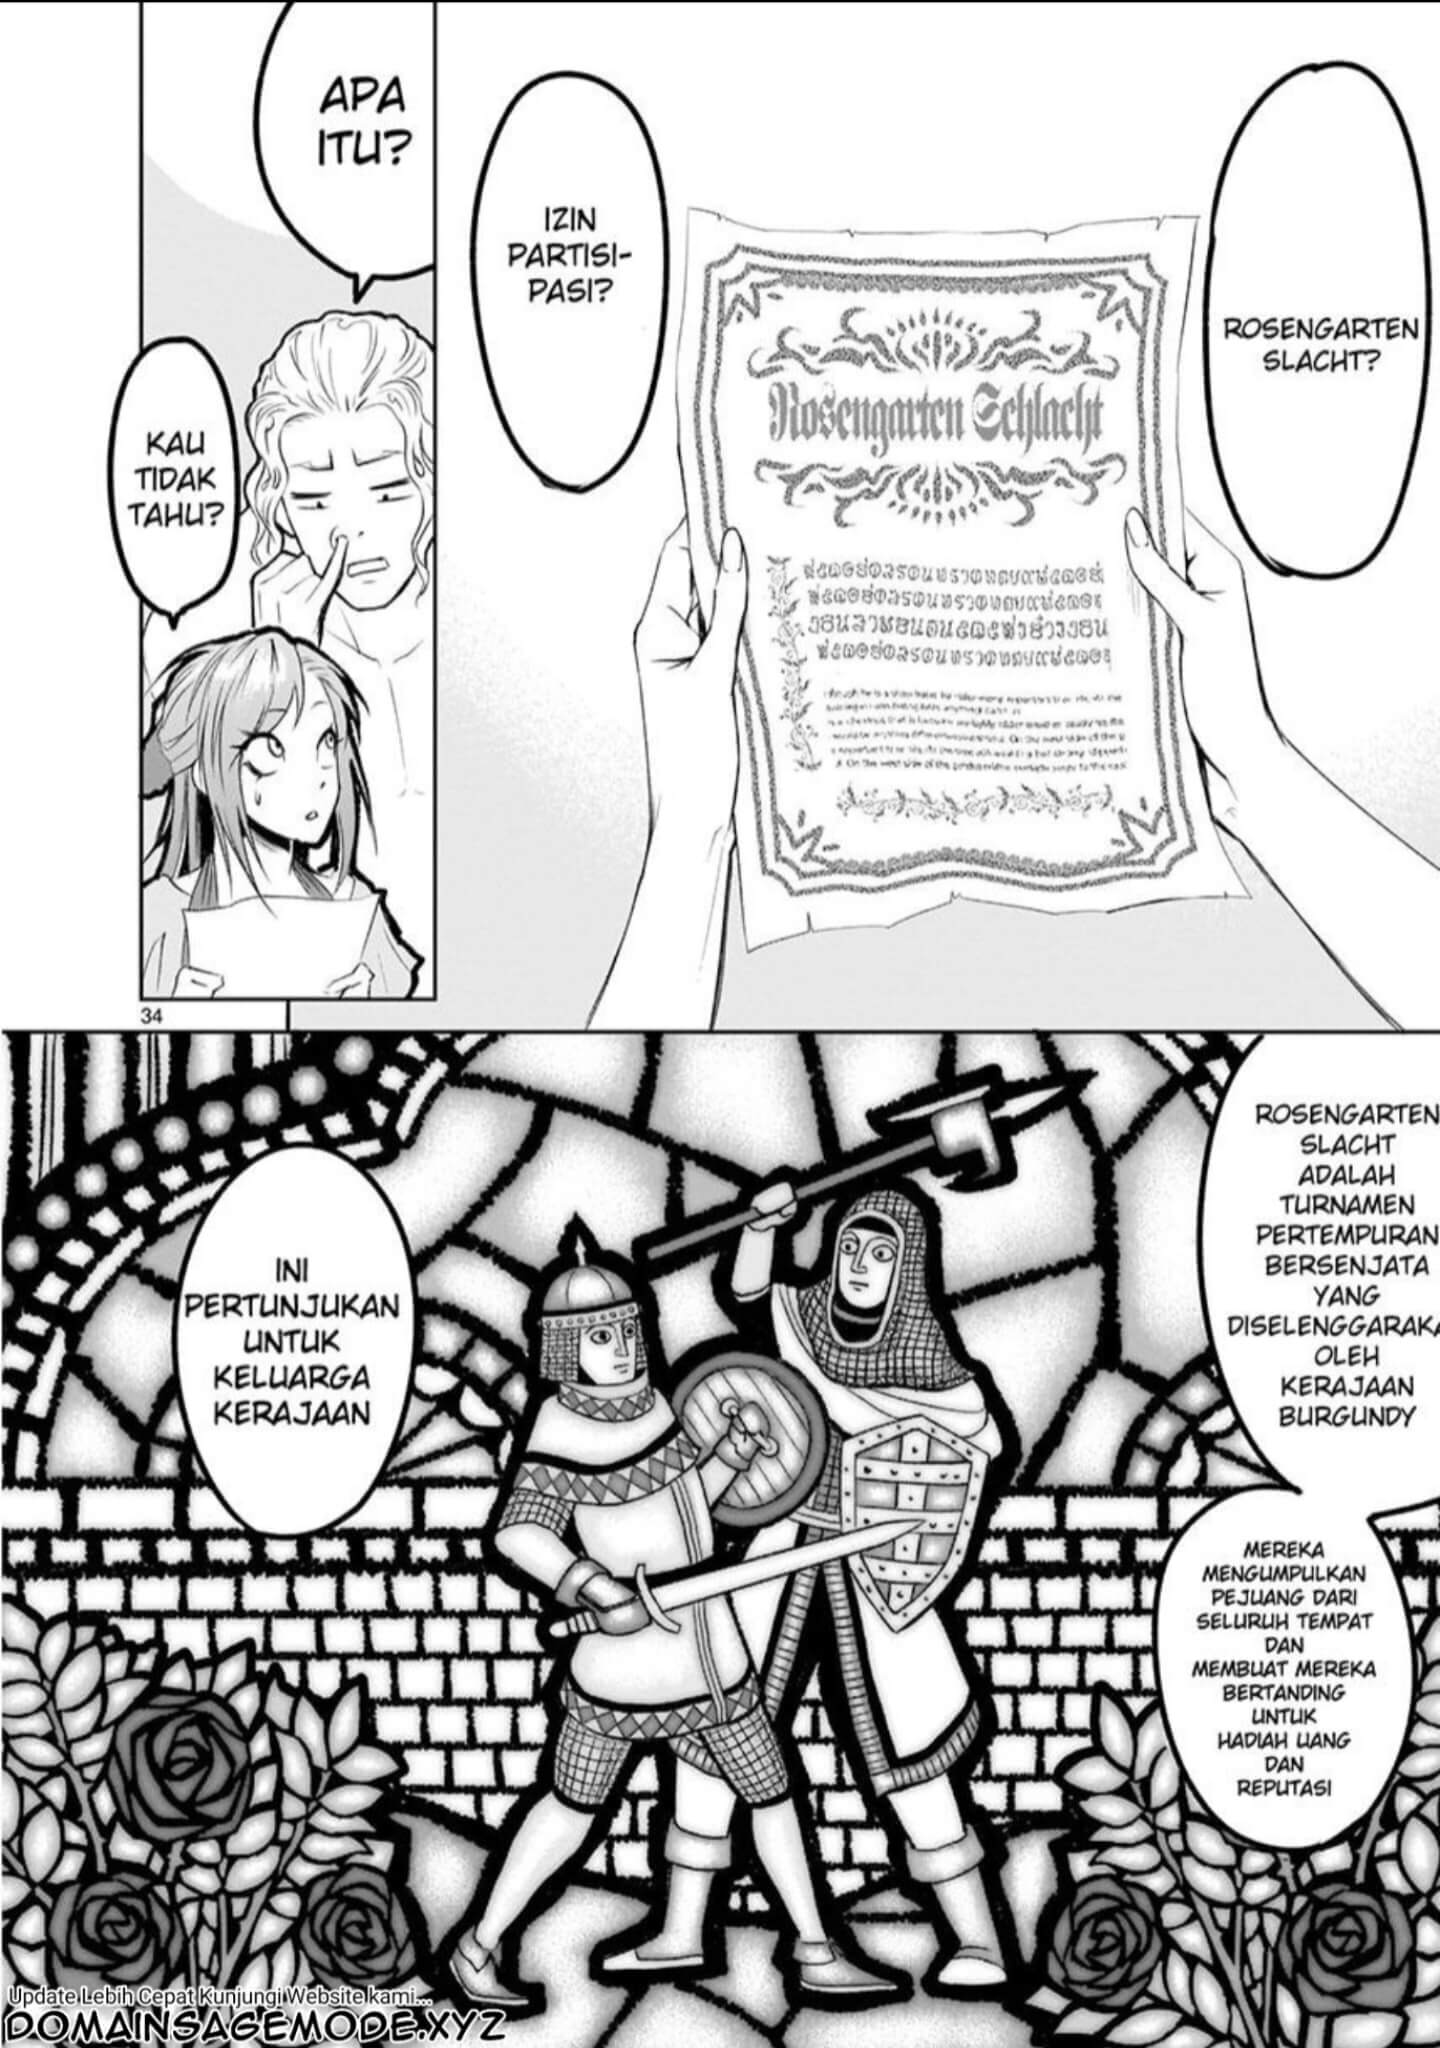 ROSENGARTEN
SLACHT?
IZIN
PARTISI-
PASI?
Rosengarten Schlacht
APA
ITU?
KAU
TIDAK
TAHU?
34
ROSENGARTEN
SLACHT
ADALAH
TURNAMEN
PERTEMPURAN
BERSENJATA
YANG
DISELENGGARAKA
OLEH
KERAJAAN
BURGUNDY
MEREKA
MENGUMPULKAN
PEJUANG DARI
SELURUH TEMPAT
DAN
MEMBUAT MEREKA
BERTANDING
UNTUK
HADIAH UANG
DAN
REPUTASI
INI
PERTUNJUKAN
UNTUK
KELUARGA
KERAJAAN
Update Lebih Cepat Kunjungi Website kami...
DOMAINSAGEMODE.XYZ